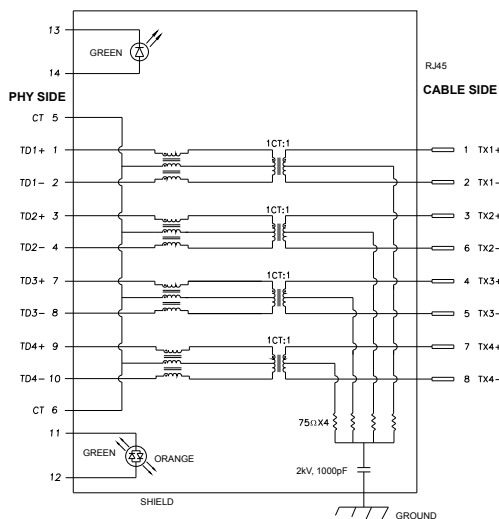 13
GREEN
14
RJ45
PHY SIDE
CABLE SIDE
CT 5
1CT:1
TD1+ 1
1 TX1+
TD1- 2
2 TX1-
1CT:1
TD2+ 3
3 TX2+
TD2- 4
6 TX2-
1CT:1
TD3+ 7
4 TX3+
TD3- 8
5 TX3-
1CT:1
TD4+ 9
7 TX4+
TD4- 10
8 TX4-
CT 6
75ΩX4
11
GREEN
ORANGE
12
2kV, 1000pF
SHIELD
GROUND